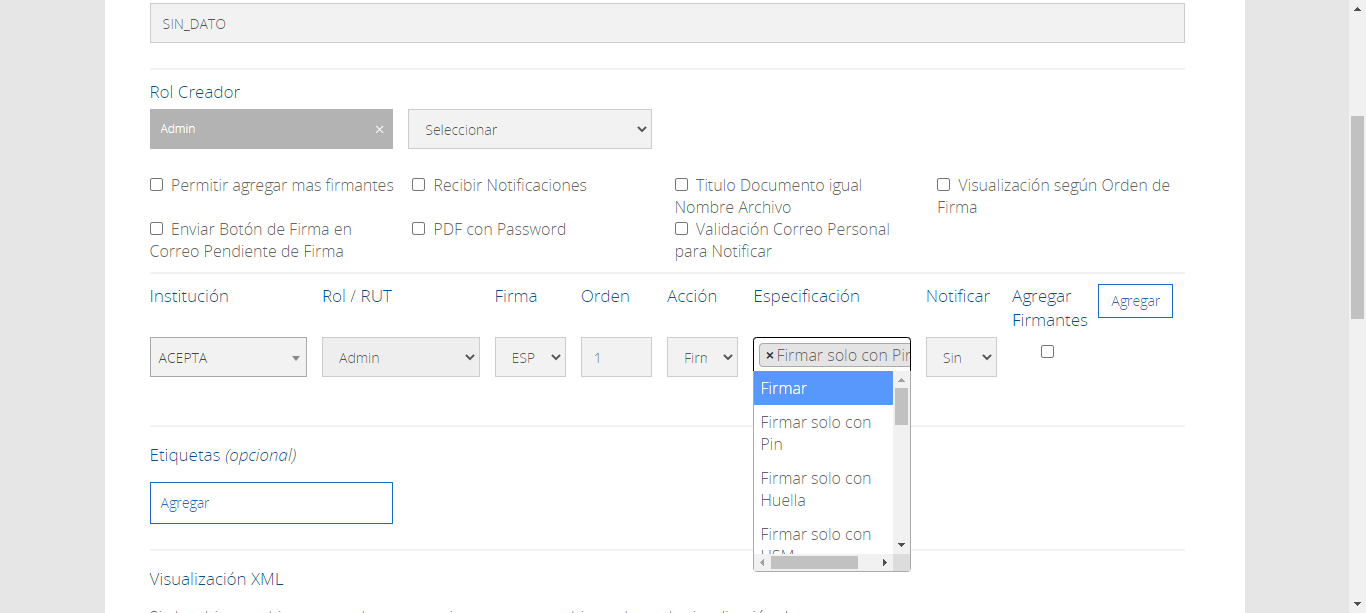 SIN_DATO
Rol Creador
Admin ×
Seleccionar
Permitir agregar mas firmantes
Recibir Notificaciones
Titulo Documento igual
Nombre Archivo
Visualización según Orden de
Firma
Enviar Botón de Firma en
Correo Pendiente de Firma
PDF con Password
Validación Correo Personal
para Notificar
Institución
Rol / RUT
Firma
Orden
Acción
Especificación
Notificar
Agregar
Firmantes
Agregar
ACEPTA
Admin
ESP
1
Firm
×Firmar solo con Pin
Sin
Firmar
Firmar solo con
Pin
Firmar solo con
Huella
Firmar solo con
HSM
Etiquetas (opcional)
Agregar
Visualización XML